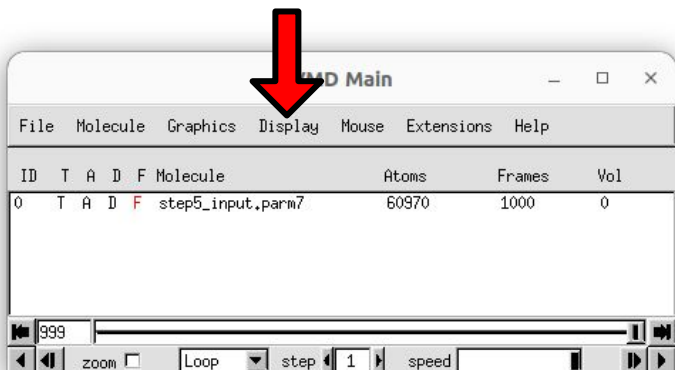 VMD Main
File Molecule Graphics Display Mouse Extensions Help
ID T A D F Molecule Atoms Frames Vol
0 T A D F step5_input.parm7 60970 1000 0
999
zoom Loop step 1 speed